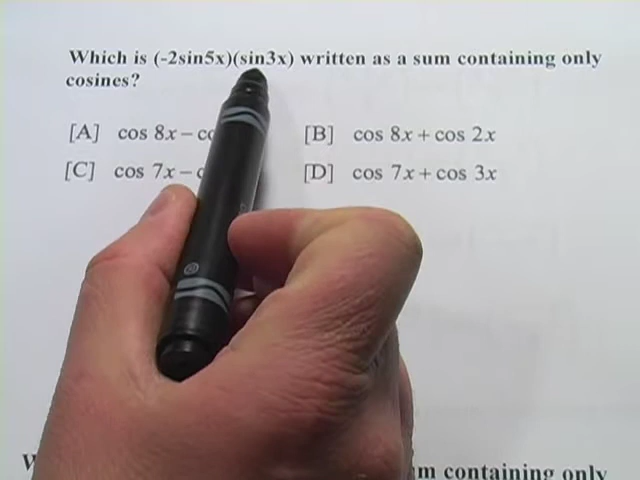 Which is (-2sin5x)(sin3x) written as a sum containing only
cosines?
[A] cos 8x – [B] cos 8x + cos 2x
[C] cos 7x – [D] cos 7x + cos 3x
m containing only